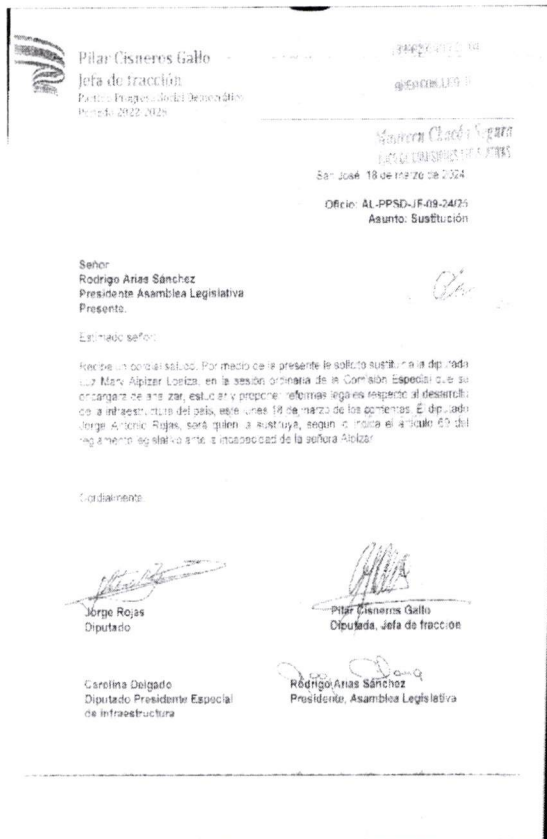 Pilar Cisneros Gallo
Jefa de fracción
Partido Progreso Social Democrático
Periodo 2022-2026
San José, 18 de marzo de 2024
Oficio: AL-PPSD-JF-09-24/25
Asunto: Sustitución
Señor
Rodrigo Arias Sánchez
Presidente Asamblea Legislativa
Presente.
Estimado señor:
Reciba un cordial saludo. Por medio de la presente le solicito sustituir a la diputada
Luz Mary Alpízar Loaiza, en la sesión ordinaria de la Comisión Especial que se
encargará de analizar, estudiar y proponer reformas legales respecto al desarrollo
de la infraestructura del país, este lunes 18 de marzo de los corrientes. El diputado
Jorge Antonio Rojas, será quien la sustituya, según lo indica el artículo 69 del
reglamento legislativo ante la incapacidad de la señora Alpízar.
Cordialmente,
Jorge Rojas
Diputado
Pilar Cisneros Gallo
Diputada, Jefa de fracción
Carolina Delgado
Diputado Presidente Especial
de Infraestructura
Rodrigo Arias Sánchez
Presidente, Asamblea Legislativa